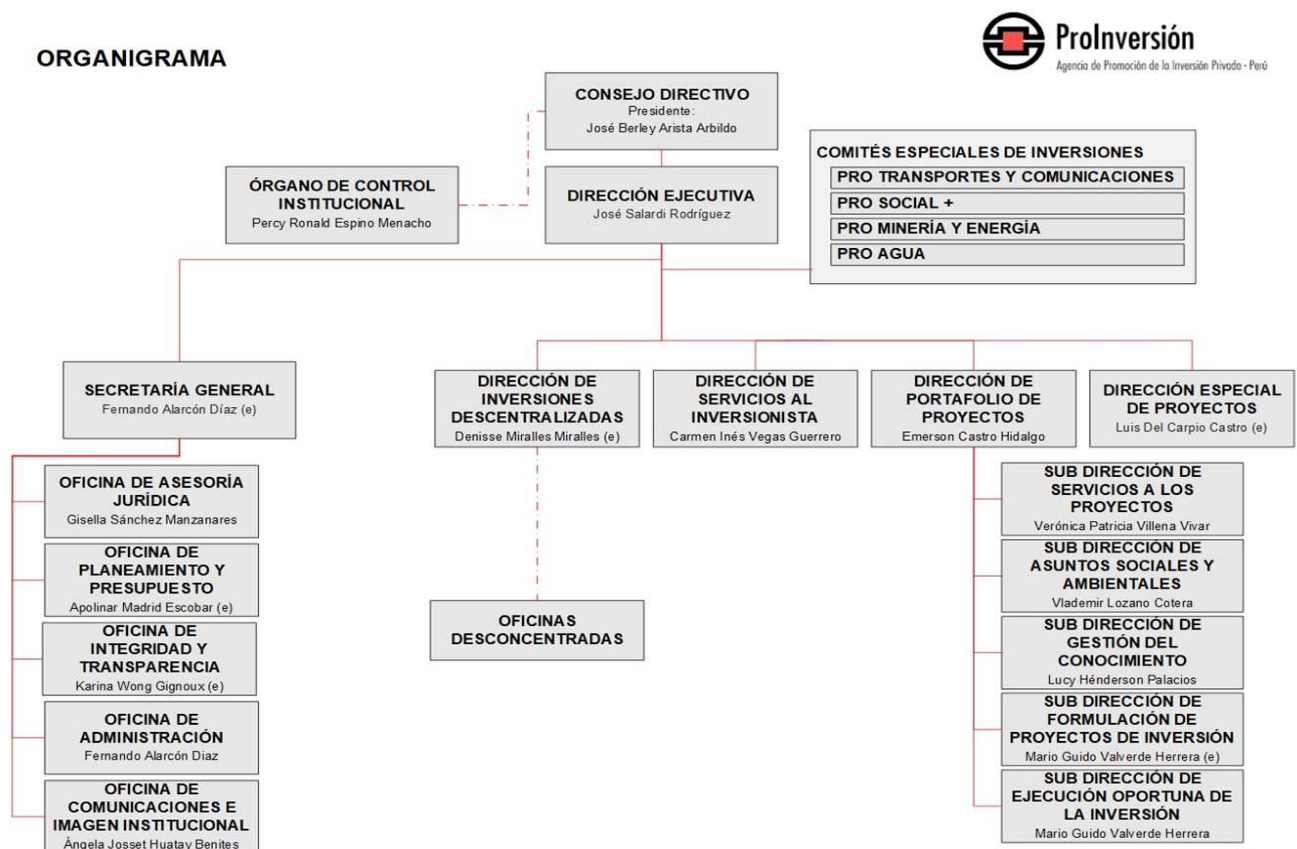 ORGANIGRAMA
ProInversión
Agencia de Promoción de la Inversión Privada - Perú
CONSEJO DIRECTIVO
Presidente:
José Berley Arista Arbildo
ÓRGANO DE CONTROL
INSTITUCIONAL
Percy Ronald Espino Menacho
DIRECCIÓN EJECUTIVA
José Salardi Rodríguez
COMITÉS ESPECIALES DE INVERSIONES
PRO TRANSPORTES Y COMUNICACIONES
PRO SOCIAL +
PRO MINERÍA Y ENERGÍA
PRO AGUA
SECRETARÍA GENERAL
Fernando Alarcón Díaz (e)
DIRECCIÓN DE
INVERSIONES
DESCENTRALIZADAS
Denisse Miralles Miralles (e)
DIRECCIÓN DE
SERVICIOS AL
INVERSIONISTA
Carmen Inés Vegas Guerrero
DIRECCIÓN DE
PORTAFOLIO DE
PROYECTOS
Emerson Castro Hidalgo
DIRECCIÓN ESPECIAL
DE PROYECTOS
Luis Del Carpio Castro (e)
OFICINA DE ASESORÍA
JURÍDICA
Gisella Sánchez Manzanares
OFICINA DE
PLANEAMIENTO Y
PRESUPUESTO
Apolinar Madrid Escobar (e)
OFICINA DE
INTEGRIDAD Y
TRANSPARENCIA
Karina Wong Gignoux (e)
OFICINA DE
ADMINISTRACIÓN
Fernando Alarcón Diaz
OFICINA DE
COMUNICACIONES E
IMAGEN INSTITUCIONAL
Ángela Josset Huatay Benites
OFICINAS
DESCONCENTRADAS
SUB DIRECCIÓN DE
SERVICIOS A LOS
PROYECTOS
Verónica Patricia Villena Vivar
SUB DIRECCIÓN DE
ASUNTOS SOCIALES Y
AMBIENTALES
Vlademir Lozano Cotera
SUB DIRECCIÓN DE
GESTIÓN DEL
CONOCIMIENTO
Lucy Hénderson Palacios
SUB DIRECCIÓN DE
FORMULACIÓN DE
PROYECTOS DE INVERSIÓN
Mario Guido Valverde Herrera (e)
SUB DIRECCIÓN DE
EJECUCIÓN OPORTUNA DE
LA INVERSIÓN
Mario Guido Valverde Herrera